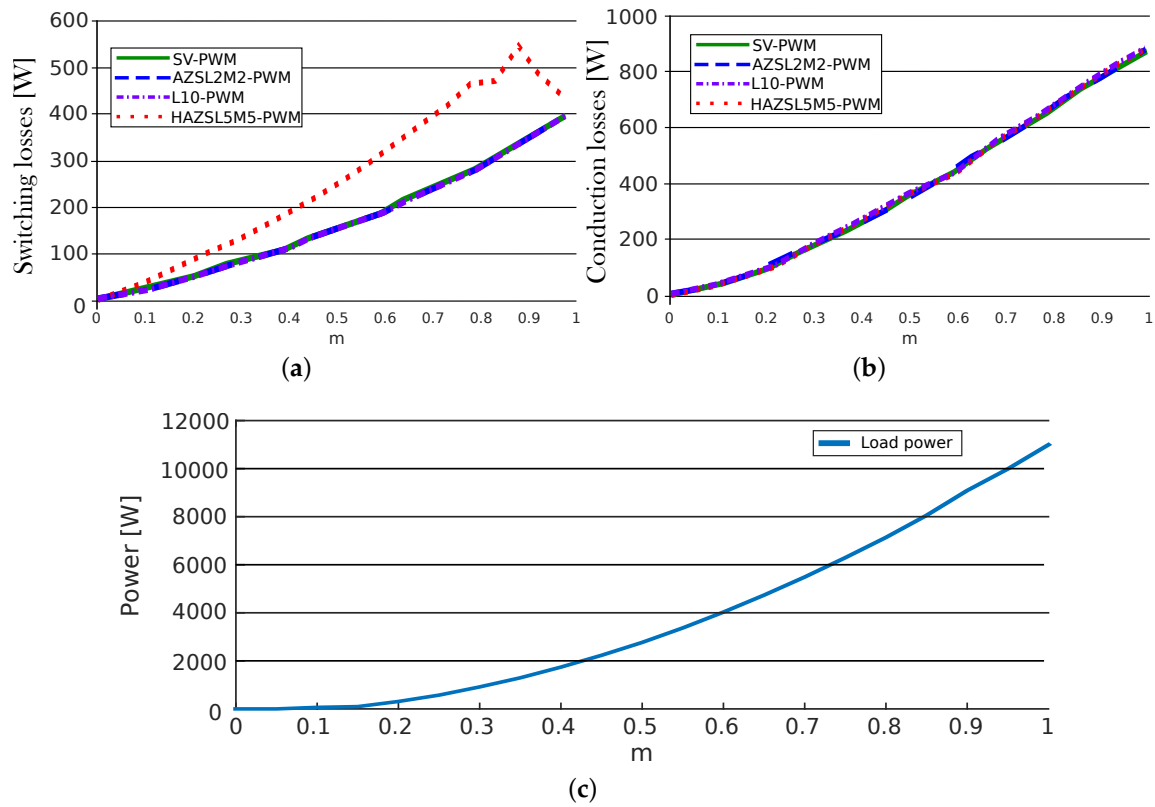 600
500
400
300
200
100
0
Switching losses [W]
SV-PWM
AZSL2M2-PWM
L10-PWM
HAZSL5M5-PWM
0 0.1 0.2 0.3 0.4 0.5 0.6 0.7 0.8 0.9 1
m
(a)
1000
800
600
400
200
0
Conduction losses [W]
SV-PWM
AZSL2M2-PWM
L10-PWM
HAZSL5M5-PWM
0 0.1 0.2 0.3 0.4 0.5 0.6 0.7 0.8 0.9 1
m
(b)
12000
10000
8000
6000
4000
2000
0
Power [W]
Load power
0 0.1 0.2 0.3 0.4 0.5 0.6 0.7 0.8 0.9 1
m
(c)